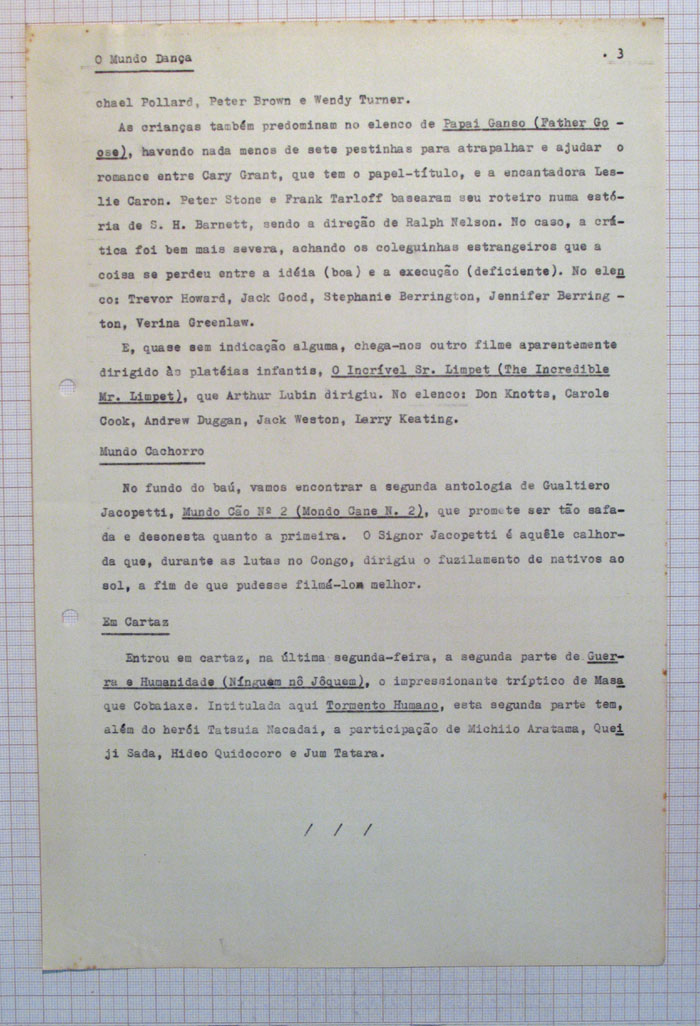 O Mundo Dança . 3
chael Pollard, Peter Brown e Wendy Turner.
As crianças também predominam no elenco de Papai Ganso (Father Go -
ose), havendo nada menos de sete pestinhas para atrapalhar e ajudar o
romance entre Cary Grant, que tem o papel-título, e a encantadora Les-
lie Caron. Peter Stone e Frank Tarloff basearam seu roteiro numa estó-
ria de S. H. Barnett, sendo a direção de Ralph Nelson. No caso, a crí-
tica foi bem mais severa, achando os coleguinhas estrangeiros que a
coisa se perdeu entre a idéia (boa) e a execução (deficiente). No elen
co: Trevor Howard, Jack Good, Stephanie Berrington, Jennifer Berring -
ton, Verina Greenlaw.
E, quase sem indicação alguma, chega-nos outro filme aparentemente
dirigido às platéias infantis, O Incrível Sr. Limpet (The Incredible
Mr. Limpet), que Arthur Lubin dirigiu. No elenco: Don Knotts, Carole
Cook, Andrew Duggan, Jack Weston, Larry Keating.
Mundo Cachorro
No fundo do baú, vamos encontrar a segunda antologia de Gualtiero
Jacopetti, Mundo Cão Nº 2 (Mondo Cane N. 2), que promete ser tão safa-
da e desonesta quanto a primeira. O Signor Jacopetti é aquêle calhor-
da que, durante as lutas no Congo, dirigiu o fuzilamento de nativos ao
sol, a fim de que pudesse filmá-los melhor.
Em Cartaz
Entrou em cartaz, na última segunda-feira, a segunda parte de Guer-
ra e Humanidade (Nínguem nô Jôquem), o impressionante tríptico de Masa
que Cobaiaxe. Intitulada aqui Tormento Humano, esta segunda parte tem,
além do herói Tatsuia Nacadai, a participação de Michiio Aratama, Quei
ji Sada, Hideo Quidocoro e Jum Tatara.
/ / /